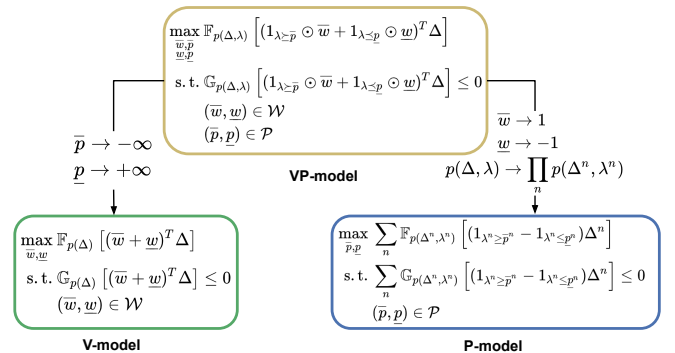 max_{w̅,p̅ w̲,p̲} 𝔽_{p(Δ,λ)} [(1_{λ⪰p̅} ⊙ w̅ + 1_{λ⪯p̲} ⊙ w̲)^T Δ]
s.t. 𝔾_{p(Δ,λ)} [(1_{λ⪰p̅} ⊙ w̅ + 1_{λ⪯p̲} ⊙ w̲)^T Δ] ≤ 0
(w̅, w̲) ∈ 𝒲
(p̅, p̲) ∈ 𝒫
VP-model
p̅ → −∞
p̲ → +∞
w̅ → 1
w̲ → −1
p(Δ, λ) → ∏_n p(Δ^n, λ^n)
max_{w̅,w̲} 𝔽_{p(Δ)} [(w̅ + w̲)^T Δ]
s.t. 𝔾_{p(Δ)} [(w̅ + w̲)^T Δ] ≤ 0
(w̅, w̲) ∈ 𝒲
V-model
max_{p̅,p̲} ∑_n 𝔽_{p(Δ^n,λ^n)} [(1_{λ^n≥p̅^n} − 1_{λ^n≤p̲^n})Δ^n]
s.t. ∑_n 𝔾_{p(Δ^n,λ^n)} [(1_{λ^n≥p̅^n} − 1_{λ^n≤p̲^n})Δ^n] ≤ 0
(p̅, p̲) ∈ 𝒫
P-model